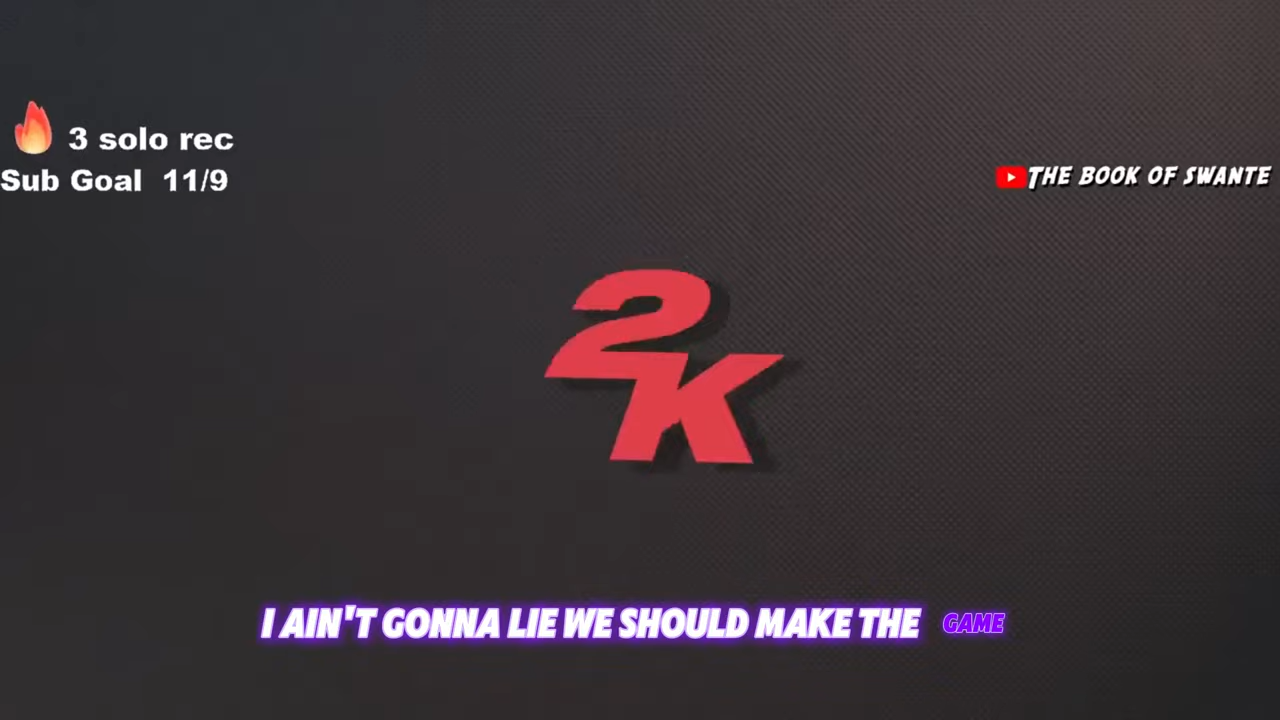 3 solo rec
Sub Goal 11/9
THE BOOK OF SWANTE
2K
I AIN'T GONNA LIE WE SHOULD MAKE THE GAME